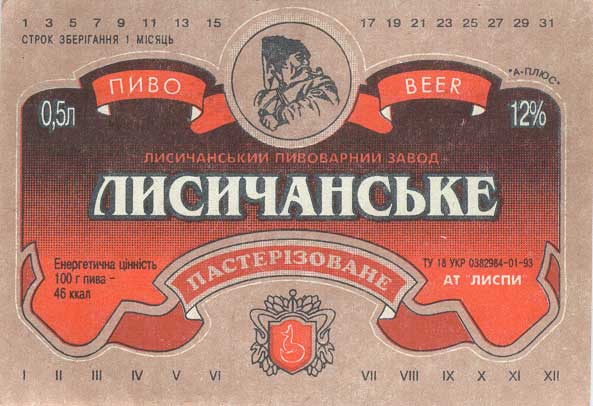 1 3 5 7 9 11 13 15 17 19 21 23 25 27 29 31
СТРОК ЗБЕРІГАННЯ 1 МІСЯЦЬ
"А-ПЛЮС"
ПИВО BEER
0,5л 12%
ЛИСИЧАНСЬКИЙ ПИВОВАРНИЙ ЗАВОД
ЛИСИЧАНСЬКЕ
ПАСТЕРІЗОВАНЕ
Енергетична цінність
100 г пива –
46 ккал
ТУ 18 УКР 0382984-01-93
АТ "ЛИСПИ"
I II III IV V VI VII VIII IX X XI XII